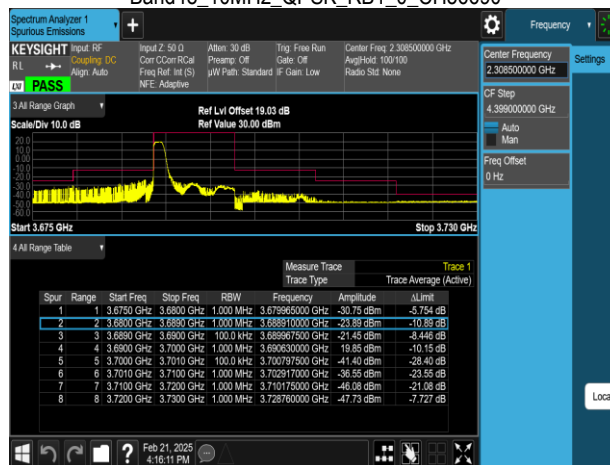 Spectrum Analyzer 1
Spurious Emissions
+
Frequency
KEYSIGHT Input: RF Input Z: 50 Ω Atten: 30 dB Trig: Free Run Center Freq: 2.308500000 GHz
RL Coupling: DC Corr CCorr RCal Preamp: Off Gate: Off Avg|Hold: 100/100
Align: Auto Freq Ref: Int (S) µW Path: Standard IF Gain: Low Radio Std: None
NFE: Adaptive
LXI PASS
Center Frequency
2.308500000 GHz
Settings
CF Step
4.399000000 GHz
Auto
Man
Freq Offset
0 Hz
3 All Range Graph
Ref Lvl Offset 19.03 dB
Scale/Div 10.0 dB Ref Value 30.00 dBm
20.0
10.0
0.00
-10.0
-20.0
-30.0
-40.0
-50.0
-60.0
Start 3.675 GHz Stop 3.730 GHz
4 All Range Table
Measure Trace Trace 1
Trace Type Trace Average (Active)
Spur Range Start Freq Stop Freq RBW Frequency Amplitude ΔLimit
1 1 3.6750 GHz 3.6800 GHz 1.000 MHz 3.679965000 GHz -30.75 dBm -5.754 dB
2 2 3.6800 GHz 3.6890 GHz 1.000 MHz 3.688910000 GHz -23.89 dBm -10.89 dB
3 3 3.6890 GHz 3.6900 GHz 100.0 kHz 3.689967500 GHz -21.45 dBm -8.446 dB
4 4 3.6900 GHz 3.7000 GHz 1.000 MHz 3.690630000 GHz 19.85 dBm -10.15 dB
5 5 3.7000 GHz 3.7010 GHz 100.0 kHz 3.700797500 GHz -41.40 dBm -28.40 dB
6 6 3.7010 GHz 3.7100 GHz 1.000 MHz 3.702917000 GHz -36.55 dBm -23.55 dB
7 7 3.7100 GHz 3.7200 GHz 1.000 MHz 3.710175000 GHz -46.08 dBm -21.08 dB
8 8 3.7200 GHz 3.7300 GHz 1.000 MHz 3.728760000 GHz -47.73 dBm -7.727 dB
Feb 21, 2025
4:16:11 PM
?